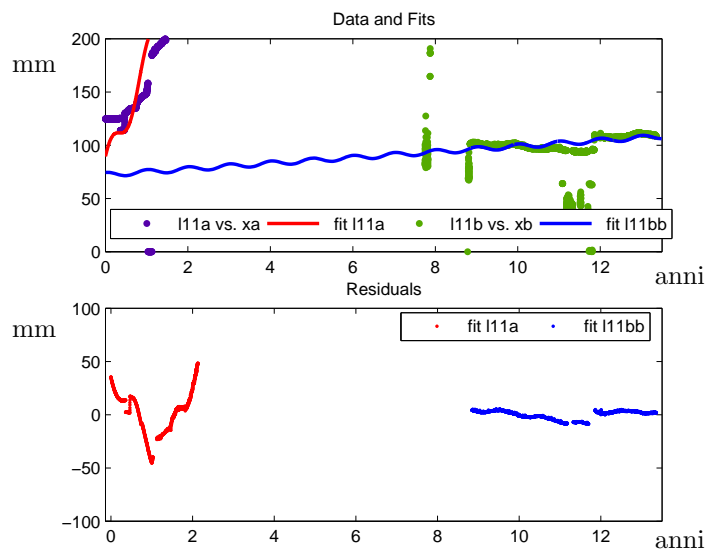 Data and Fits
mm
200
150
100
50
0
l11a vs. xa fit l11a l11b vs. xb fit l11bb
0 2 4 6 8 10 12
anni
Residuals
mm
100
50
0
−50
−100
fit l11a fit l11bb
0 2 4 6 8 10 12
anni